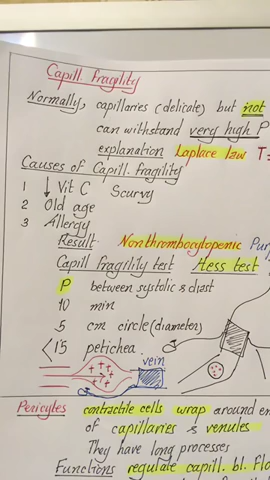 Capill. fragility
Normally, capillaries (delicate) but not
can withstand very high P
explanation Laplace law T=
Causes of Capill. fragility
1 ↓ Vit C Scurvy
2 Old age
3 Allergy
Result Nonthrombocytopenic Pur
Capill fragility test Hess test
P between systolic & diast
10 min
5 cm circle (diameter)
<15 petichea
vein
Pericytes contractile cells wrap around en
of capillaries & venules
They have long processes
Functions regulate capill. bl. Flo